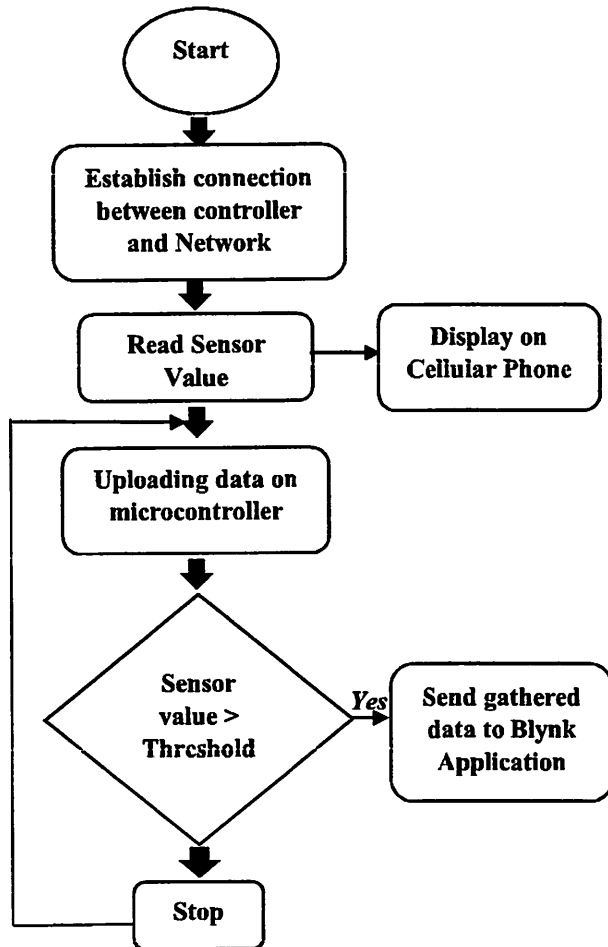 Start
Establish connection
between controller
and Network
Read Sensor
Value
Display on
Cellular Phone
Uploading data on
microcontroller
Sensor
value >
Threshold
Yes
Send gathered
data to Blynk
Application
Stop